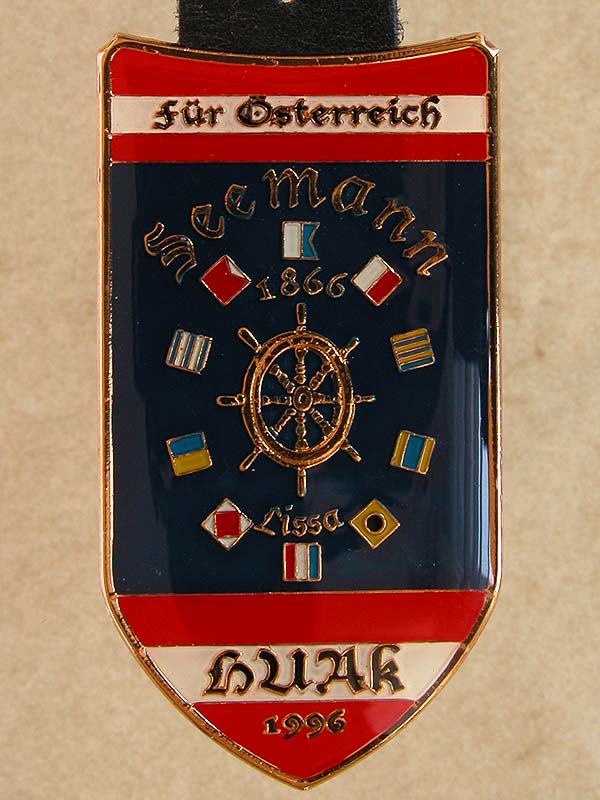 Für Österreich
Seemann
1866
Lissa
HUAk
1996